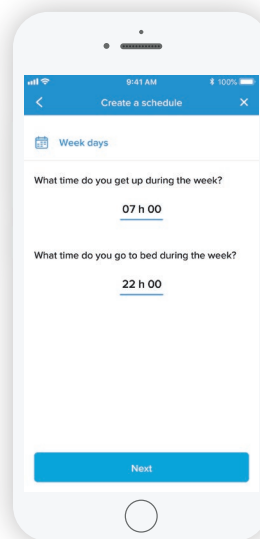 9:41 AM 100%
Create a schedule
Week days
What time do you get up during the week?
07 h 00
What time do you go to bed during the week?
22 h 00
Next